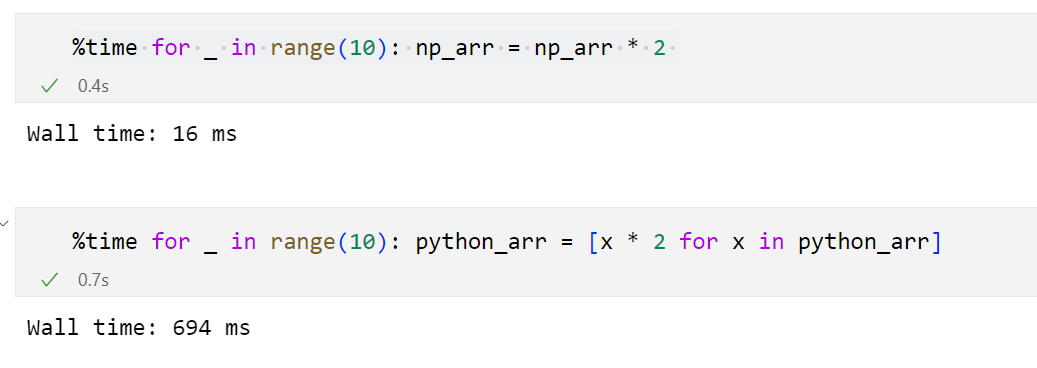 %time for _ in range(10): np_arr = np_arr * 2
0.4s
Wall time: 16 ms
%time for _ in range(10): python_arr = [x * 2 for x in python_arr]
0.7s
Wall time: 694 ms